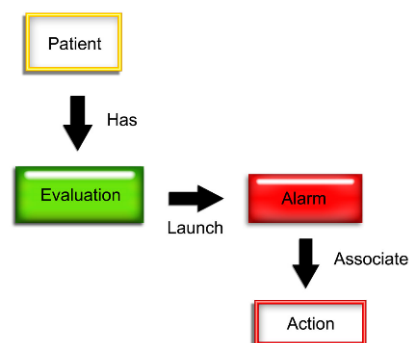 Patient
Has
Evaluation
Alarm
Launch
Associate
Action